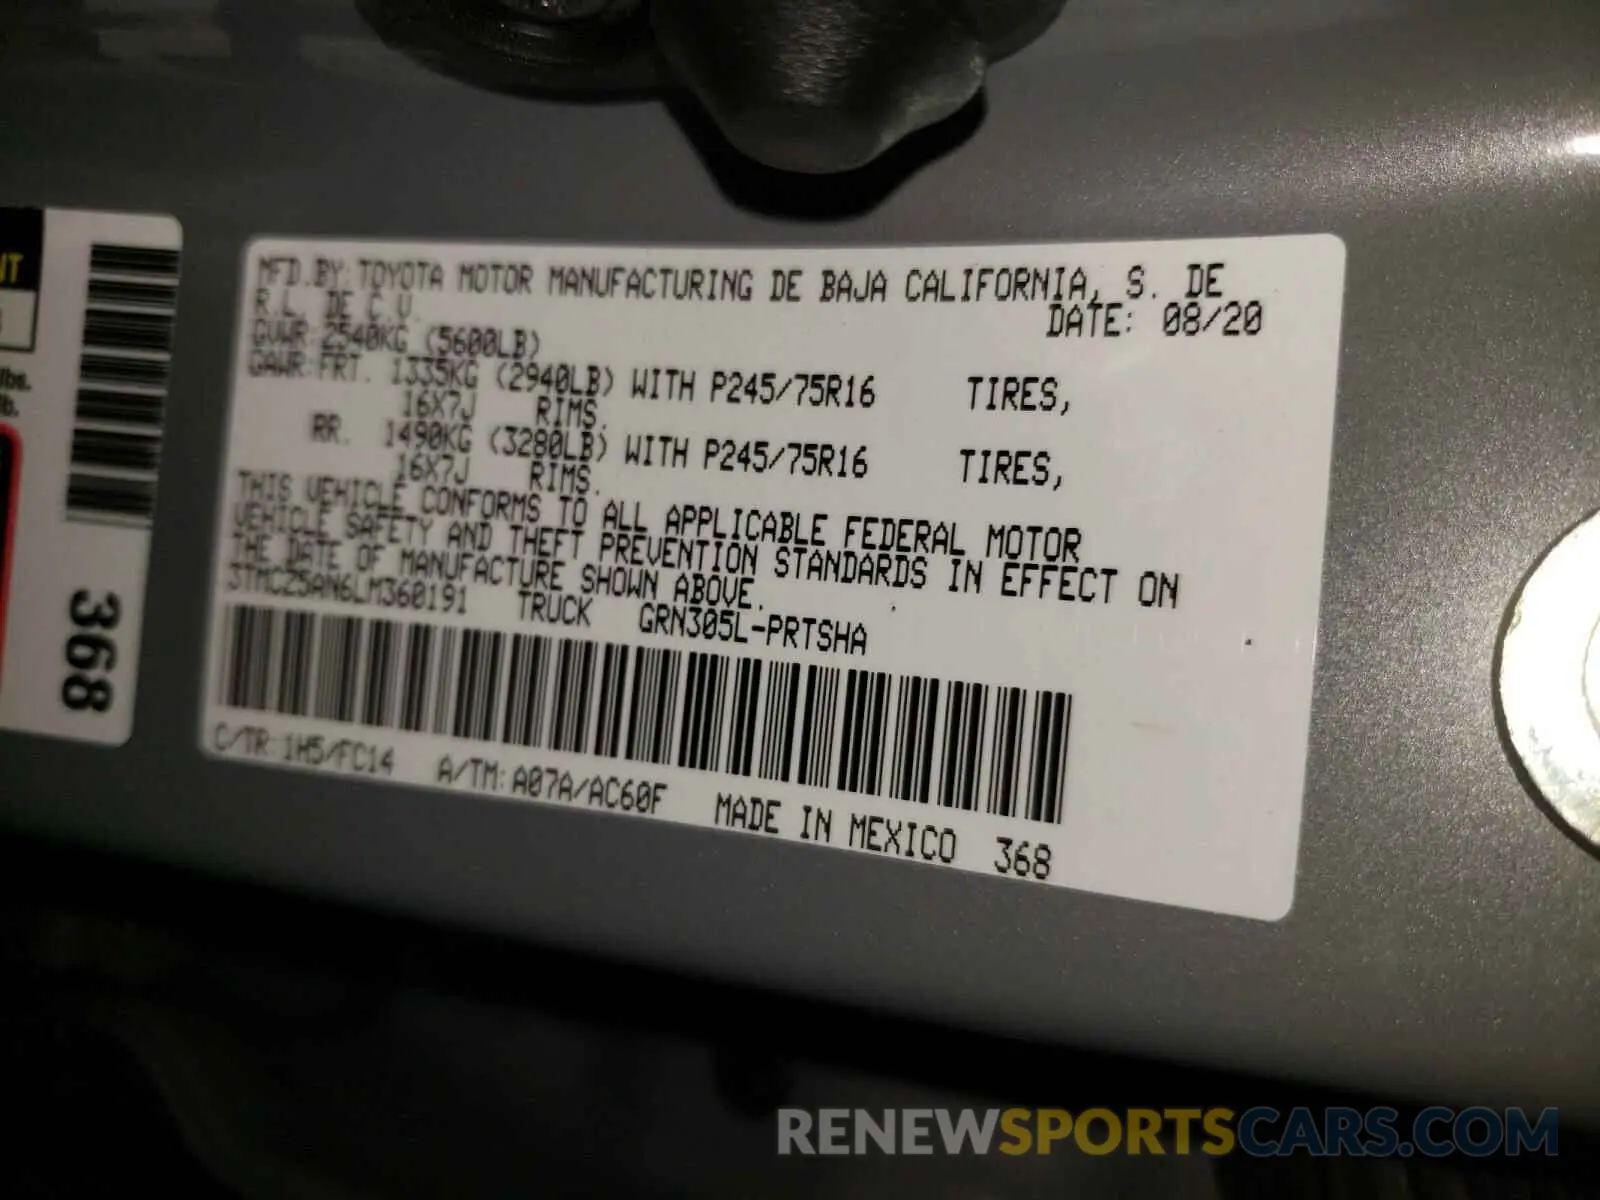 MFD.BY:TOYOTA MOTOR MANUFACTURING DE BAJA CALIFORNIA, S. DE
R.L. DE C.V.
DATE: 08/20
GVWR:2540KG (5600LB)
GAWR:FRT. 1335KG (2940LB) WITH P245/75R16 TIRES,
16X7J RIMS.
RR. 1490KG (3280LB) WITH P245/75R16 TIRES,
16X7J RIMS.
THIS VEHICLE CONFORMS TO ALL APPLICABLE FEDERAL MOTOR
VEHICLE SAFETY AND THEFT PREVENTION STANDARDS IN EFFECT ON
THE DATE OF MANUFACTURE SHOWN ABOVE.
3TMCZ5AN6LM360191 TRUCK GRN305L-PRTSHA
C/TR:1H5/FC14 A/TM:A07A/AC60F MADE IN MEXICO 368
lbs.
lb.
368
RENEWSPORTSCARS.COM